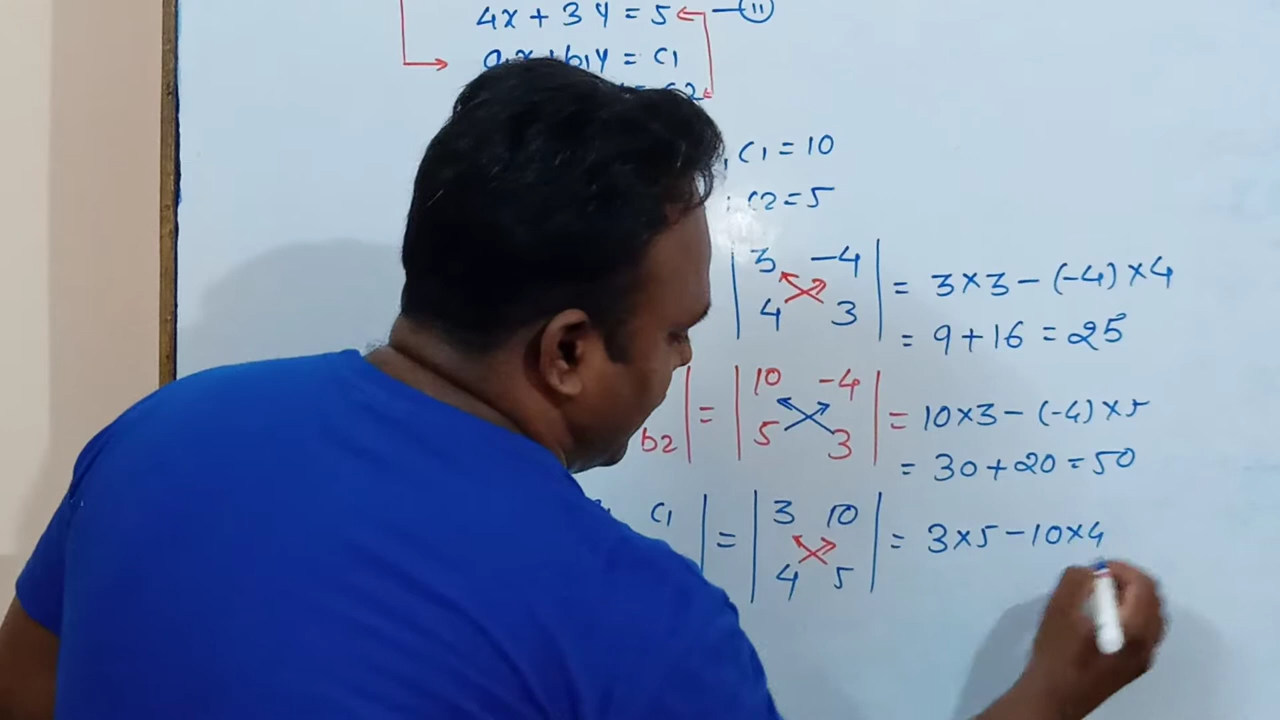 4x + 3y = 5 ⑪
a1x + b1y = c1
c2
, c1 = 10
; c2 = 5
| 3 -4 | = 3×3-(-4)×4
| 4 3 | = 9+16 = 25
| = | 10 -4 | = 10×3-(-4)×5
b2 | 5 3 | = 30+20=50
c1 | = | 3 10 | = 3×5-10×4
| 4 5 |